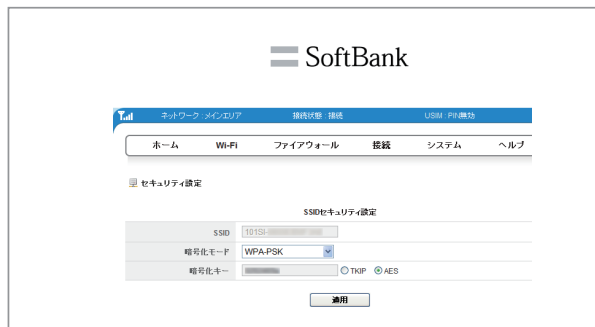 SoftBank
ネットワーク : メインエリア 接続状態 : 接続 USIM : PIN無効
ホーム Wi-Fi ファイアウォール 接続 システム ヘルプ
セキュリティ設定
SSIDセキュリティ設定
SSID 101SI-
暗号化モード WPA-PSK
暗号化キー TKIP AES
適用